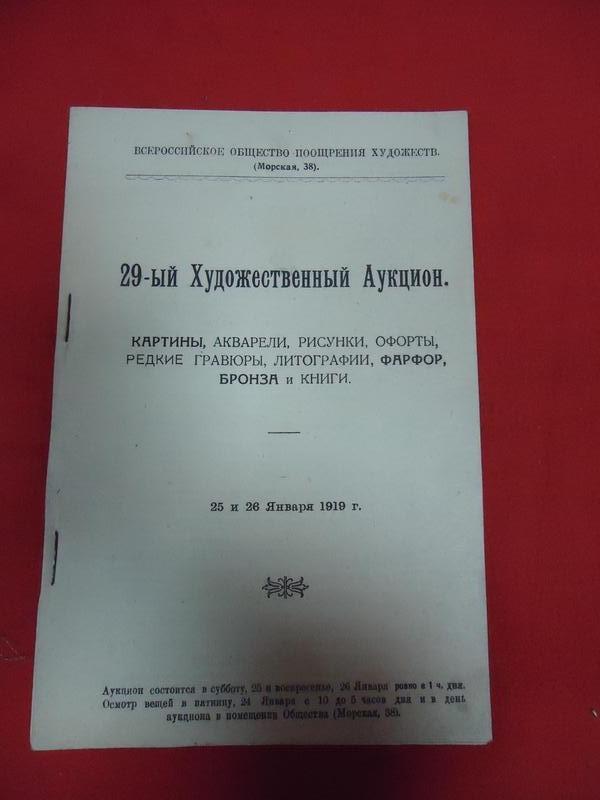 ВСЕРОССИЙСКОЕ ОБЩЕСТВО ПООЩРЕНИЯ ХУДОЖЕСТВ.
(Морская, 38).
29-ый Художественный Аукцион.
КАРТИНЫ, АКВАРЕЛИ, РИСУНКИ, ОФОРТЫ,
РЕДКИЕ ГРАВЮРЫ, ЛИТОГРАФИИ, ФАРФОР,
БРОНЗА и КНИГИ.
25 и 26 Января 1919 г.
Аукцион состоится в субботу, 25 и воскресенье, 26 Января ровно в 1 ч. дня.
Осмотр вещей в пятницу, 24 Января с 10 до 5 часов дня и в день
аукциона в помещении Общества (Морская, 38).